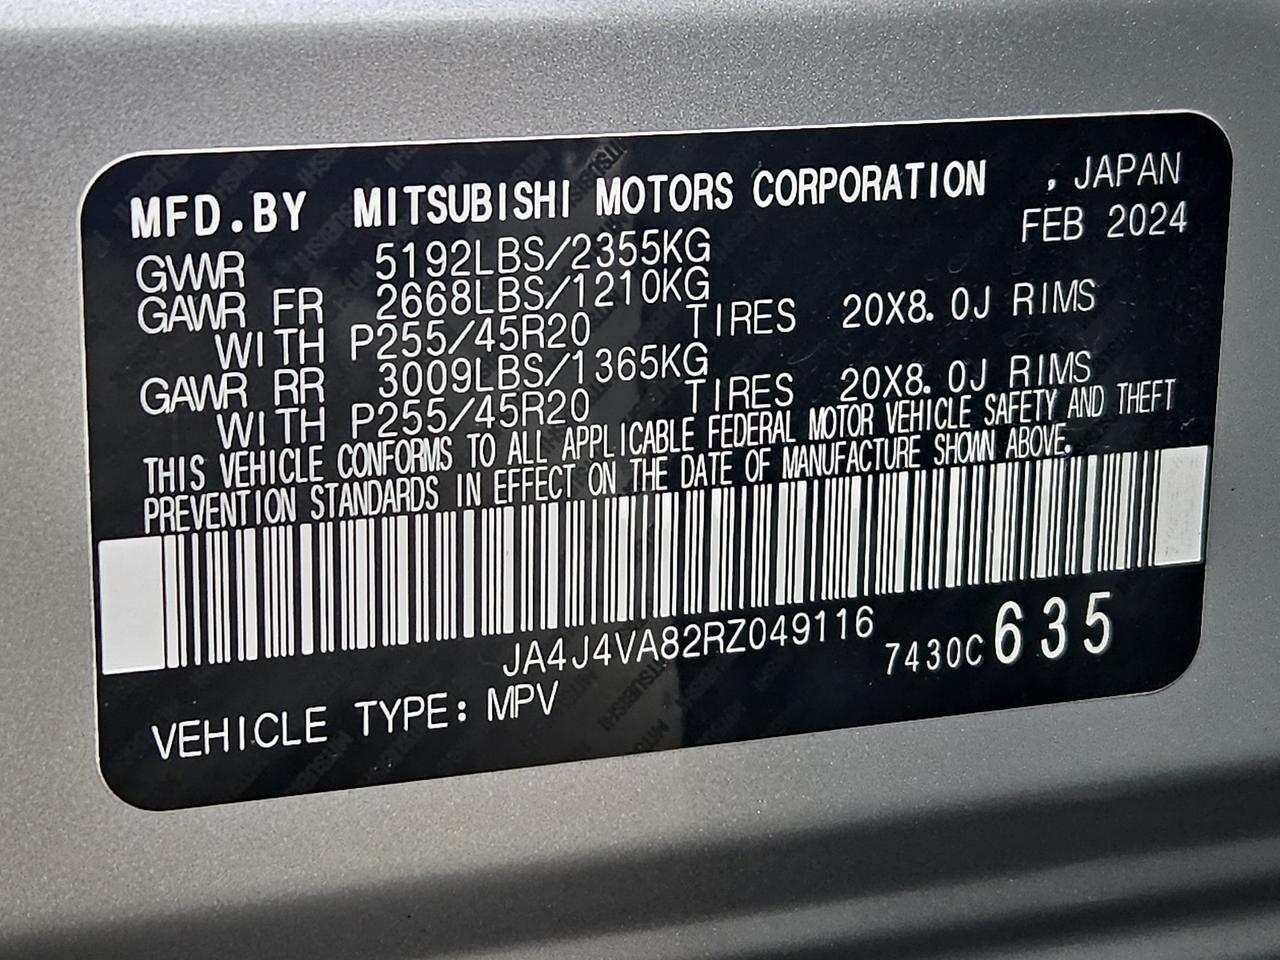 MFD.BY MITSUBISHI MOTORS CORPORATION , JAPAN
FEB 2024
GVWR 5192LBS/2355KG
GAWR FR 2668LBS/1210KG
WITH P255/45R20 TIRES 20X8.0J RIMS
GAWR RR 3009LBS/1365KG
WITH P255/45R20 TIRES 20X8.0J RIMS
THIS VEHICLE CONFORMS TO ALL APPLICABLE FEDERAL MOTOR VEHICLE SAFETY AND THEFT
PREVENTION STANDARDS IN EFFECT ON THE DATE OF MANUFACTURE SHOWN ABOVE.
JA4J4VA82RZ049116
7430C 635
VEHICLE TYPE: MPV